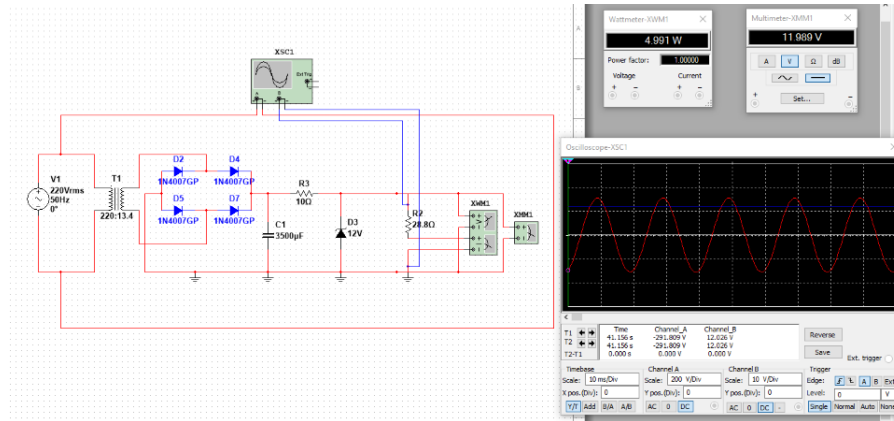 XSC1
Ext Trig
A
B
V1
220Vrms
50Hz
0°
T1
220:13.4
D2
1N4007GP
D4
1N4007GP
D5
1N4007GP
D7
1N4007GP
R3
10Ω
C1
3500µF
D3
12V
R2
28.8Ω
XWM1
XMM1
A
B
Wattmeter-XWM1
4.991 W
Power factor: 1.00000
Voltage Current
+ − + −
Multimeter-XMM1
11.989 V
A V Ω dB
+ Set... −
Oscilloscope-XSC1
Time Channel_A Channel_B
T1 41.156 s -291.809 V 12.026 V
T2 41.156 s -291.809 V 12.026 V
T2-T1 0.000 s 0.000 V 0.000 V
Reverse
Save
Ext. trigger
Timebase Channel A Channel B Trigger
Scale: 10 ms/Div Scale: 200 V/Div Scale: 10 V/Div Edge: A B Ext
X pos.(Div): 0 Y pos.(Div): 0 Y pos.(Div): 0 Level: 0 V
Y/T Add B/A A/B AC 0 DC AC 0 DC - Single Normal Auto None